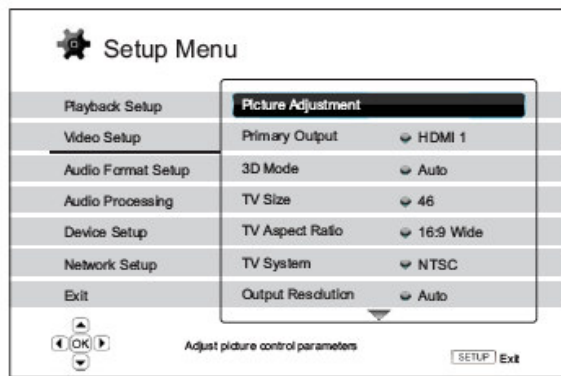 Setup Menu
Playback Setup
Video Setup
Audio Format Setup
Audio Processing
Device Setup
Network Setup
Exit
Picture Adjustment
Primary Output HDMI 1
3D Mode Auto
TV Size 46
TV Aspect Ratio 16:9 Wide
TV System NTSC
Output Resolution Auto
OK
Adjust picture control parameters
SETUP Exit